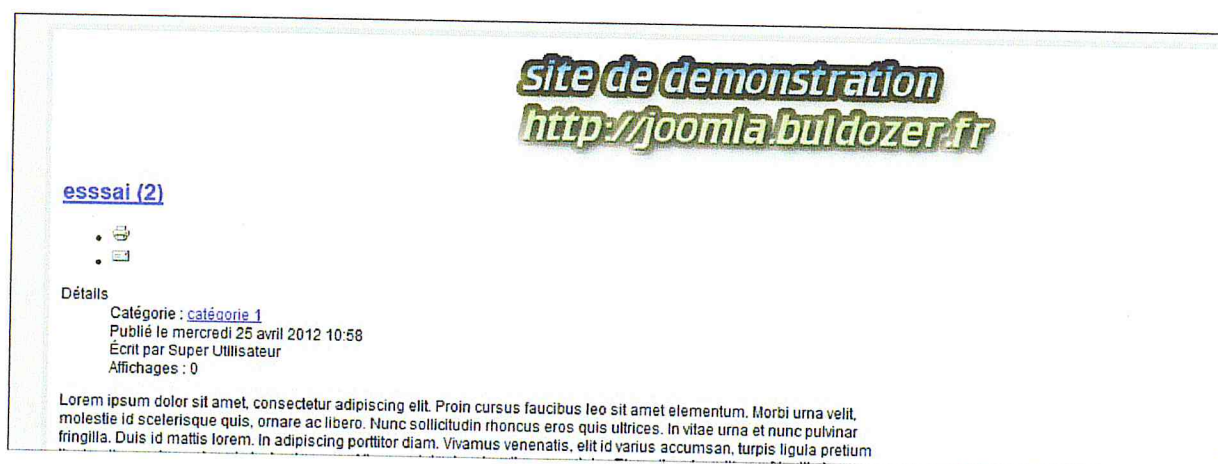 site de demonstration
http://joomla.buldozer.fr
esssai (2)
Détails
Catégorie : catégorie 1
Publié le mercredi 25 avril 2012 10:58
Écrit par Super Utilisateur
Affichages : 0
Lorem ipsum dolor sit amet, consectetur adipiscing elit. Proin cursus faucibus leo sit amet elementum. Morbi urna velit,
molestie id scelerisque quis, ornare ac libero. Nunc sollicitudin rhoncus eros quis ultrices. In vitae urna et nunc pulvinar
fringilla. Duis id mattis lorem. In adipiscing porttitor diam. Vivamus venenatis, elit id varius accumsan, turpis ligula pretium